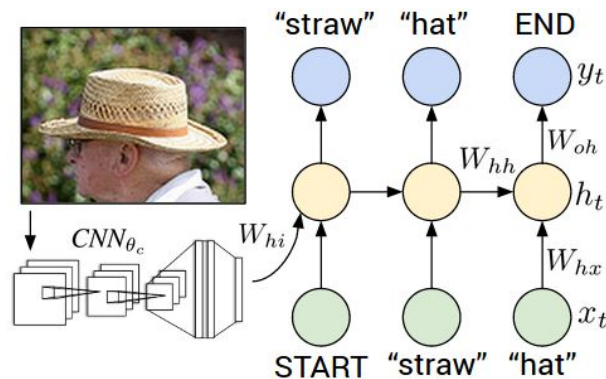 "straw" "hat" END
y_t
W_hh W_oh
h_t
CNN_θc W_hi
W_hx
x_t
START "straw" "hat"